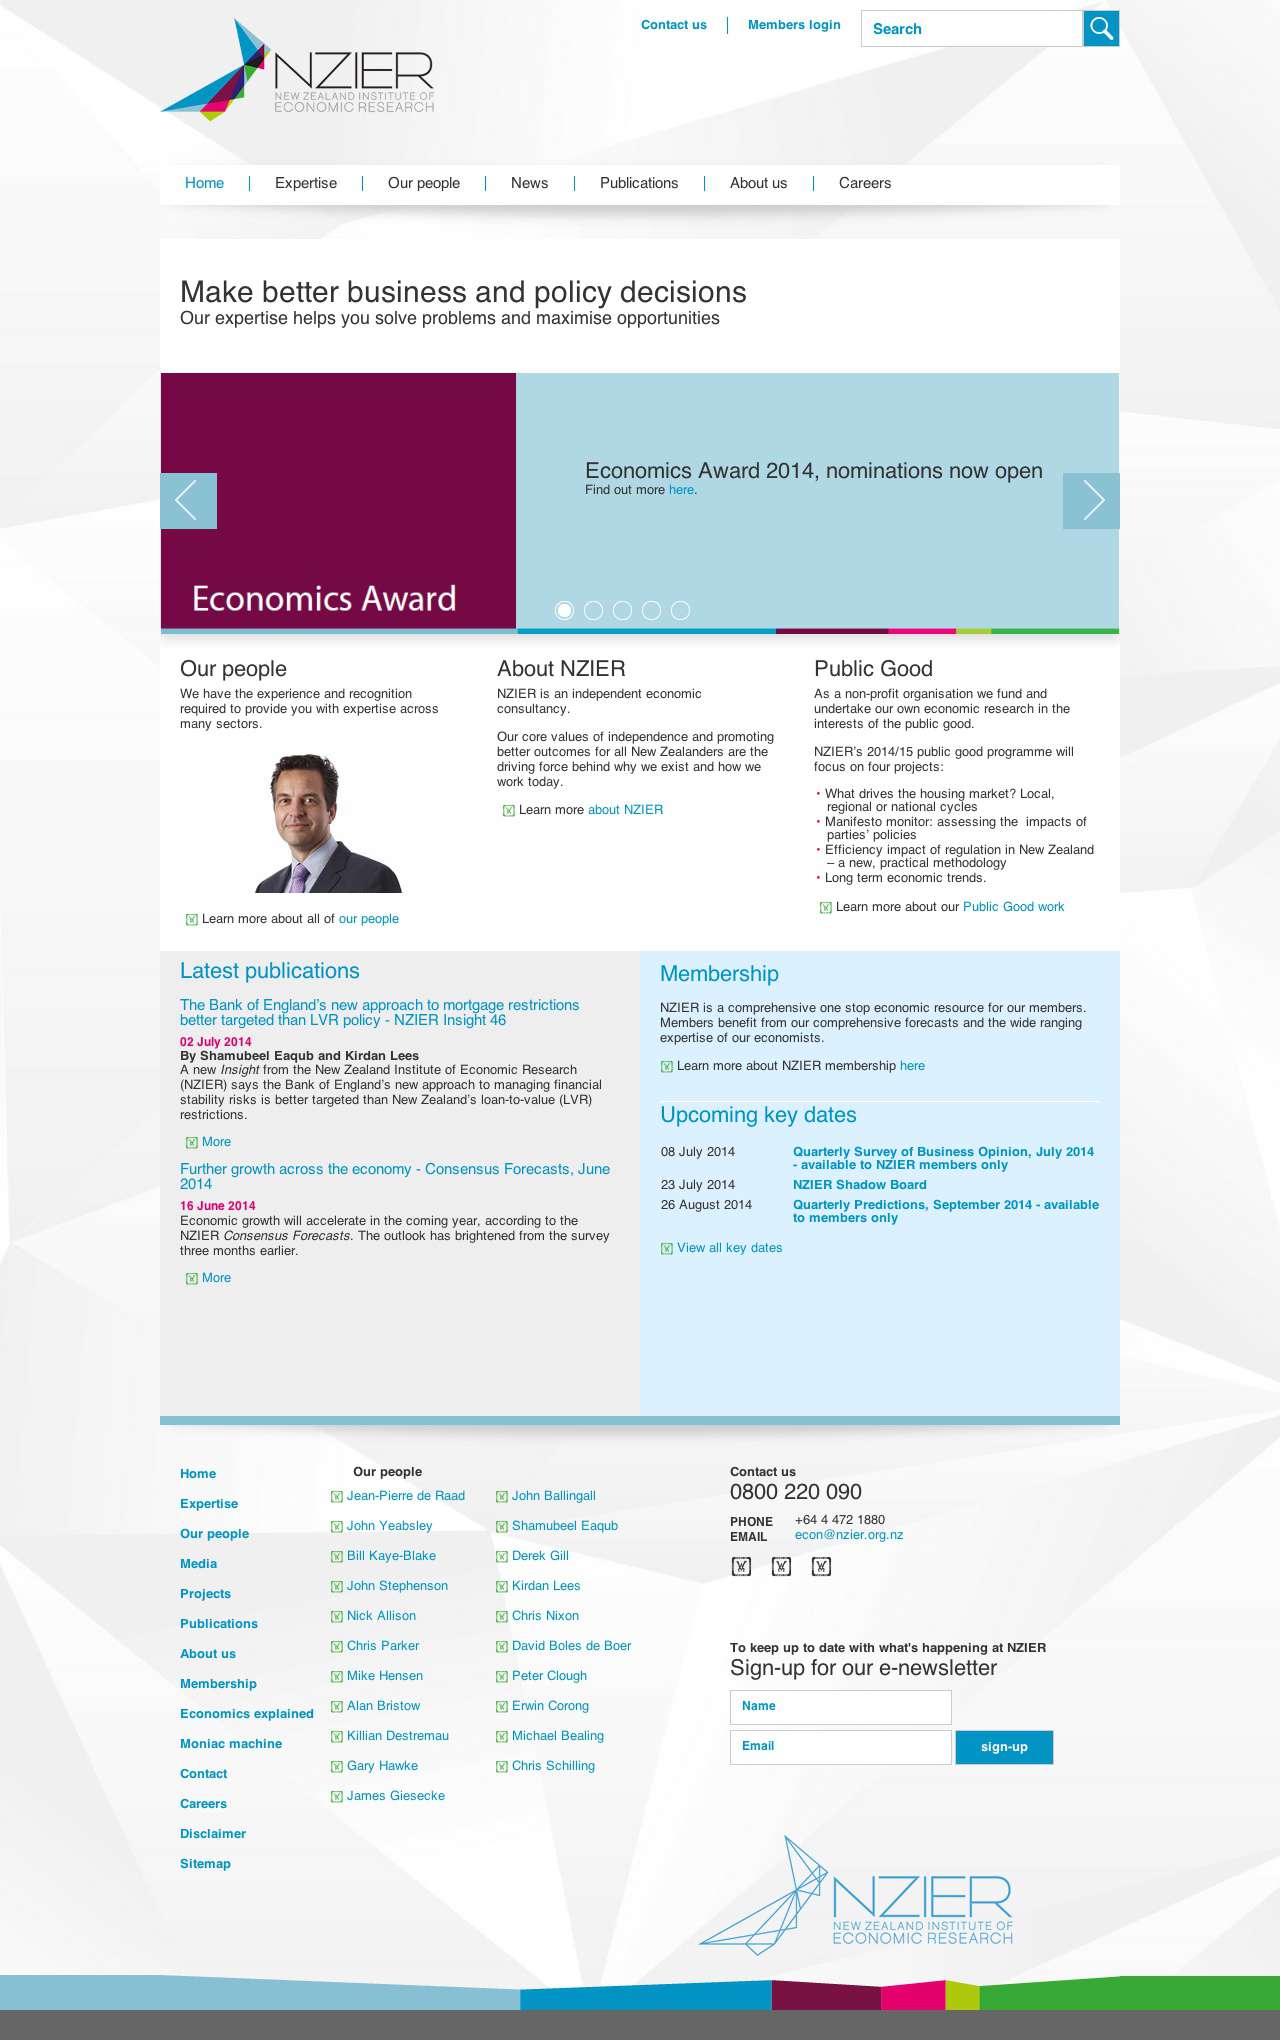 Contact us
Members login
Search
NZIER
NEW ZEALAND INSTITUTE OF
ECONOMIC RESEARCH
Home
Expertise
Our people
News
Publications
About us
Careers
Make better business and policy decisions
Our expertise helps you solve problems and maximise opportunities
Economics Award 2014, nominations now open
Find out more here.
Economics Award
Our people
We have the experience and recognition
required to provide you with expertise across
many sectors.
Learn more about all of our people
About NZIER
NZIER is an independent economic
consultancy.
Our core values of independence and promoting
better outcomes for all New Zealanders are the
driving force behind why we exist and how we
work today.
Learn more about NZIER
Public Good
As a non-profit organisation we fund and
undertake our own economic research in the
interests of the public good.
NZIER's 2014/15 public good programme will
focus on four projects:
• What drives the housing market? Local,
regional or national cycles
• Manifesto monitor: assessing the impacts of
parties' policies
• Efficiency impact of regulation in New Zealand
– a new, practical methodology
• Long term economic trends.
Learn more about our Public Good work
Latest publications
The Bank of England's new approach to mortgage restrictions
better targeted than LVR policy - NZIER Insight 46
02 July 2014
By Shamubeel Eaqub and Kirdan Lees
A new Insight from the New Zealand Institute of Economic Research
(NZIER) says the Bank of England's new approach to managing financial
stability risks is better targeted than New Zealand's loan-to-value (LVR)
restrictions.
More
Further growth across the economy - Consensus Forecasts, June
2014
16 June 2014
Economic growth will accelerate in the coming year, according to the
NZIER Consensus Forecasts. The outlook has brightened from the survey
three months earlier.
More
Membership
NZIER is a comprehensive one stop economic resource for our members.
Members benefit from our comprehensive forecasts and the wide ranging
expertise of our economists.
Learn more about NZIER membership here
Upcoming key dates
08 July 2014 Quarterly Survey of Business Opinion, July 2014
- available to NZIER members only
23 July 2014 NZIER Shadow Board
26 August 2014 Quarterly Predictions, September 2014 - available
to members only
View all key dates
Home
Expertise
Our people
Media
Projects
Publications
About us
Membership
Economics explained
Moniac machine
Contact
Careers
Disclaimer
Sitemap
Our people
Jean-Pierre de Raad
John Yeabsley
Bill Kaye-Blake
John Stephenson
Nick Allison
Chris Parker
Mike Hensen
Alan Bristow
Killian Destremau
Gary Hawke
James Giesecke
John Ballingall
Shamubeel Eaqub
Derek Gill
Kirdan Lees
Chris Nixon
David Boles de Boer
Peter Clough
Erwin Corong
Michael Bealing
Chris Schilling
Contact us
0800 220 090
PHONE +64 4 472 1880
EMAIL econ@nzier.org.nz
To keep up to date with what's happening at NZIER
Sign-up for our e-newsletter
Name
Email
sign-up
NZIER
NEW ZEALAND INSTITUTE OF
ECONOMIC RESEARCH